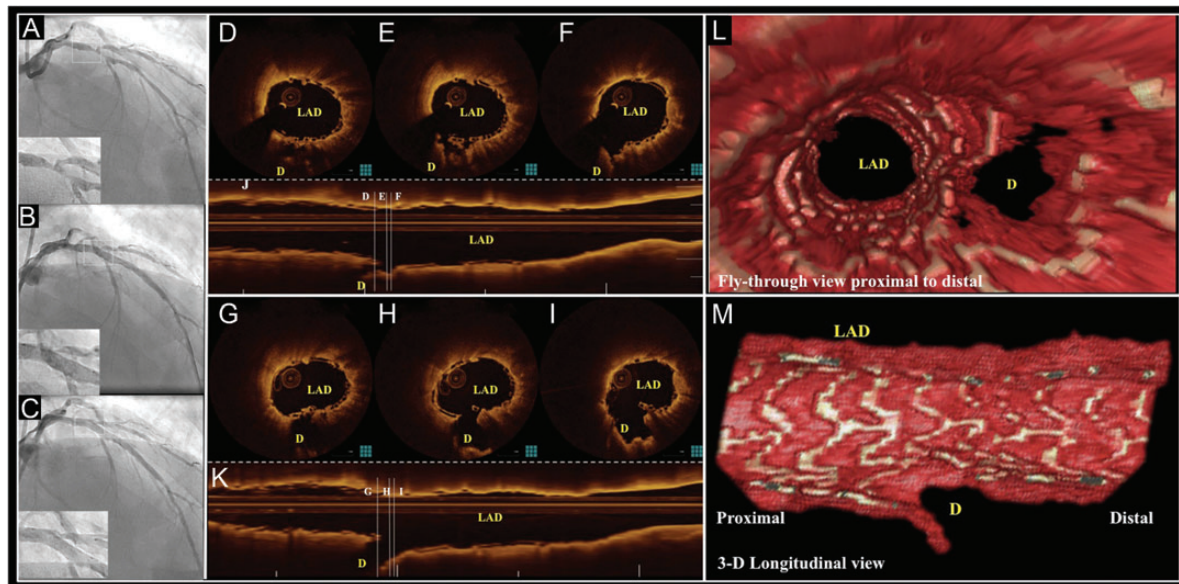 A
B
C
D
E
F
LAD
D
LAD
D
LAD
D
J
D
E
F
LAD
D
G
H
I
LAD
D
LAD
D
LAD
D
K
G
H
I
LAD
D
L
LAD
D
Fly-through view proximal to distal
M
LAD
D
Proximal
Distal
3-D Longitudinal view